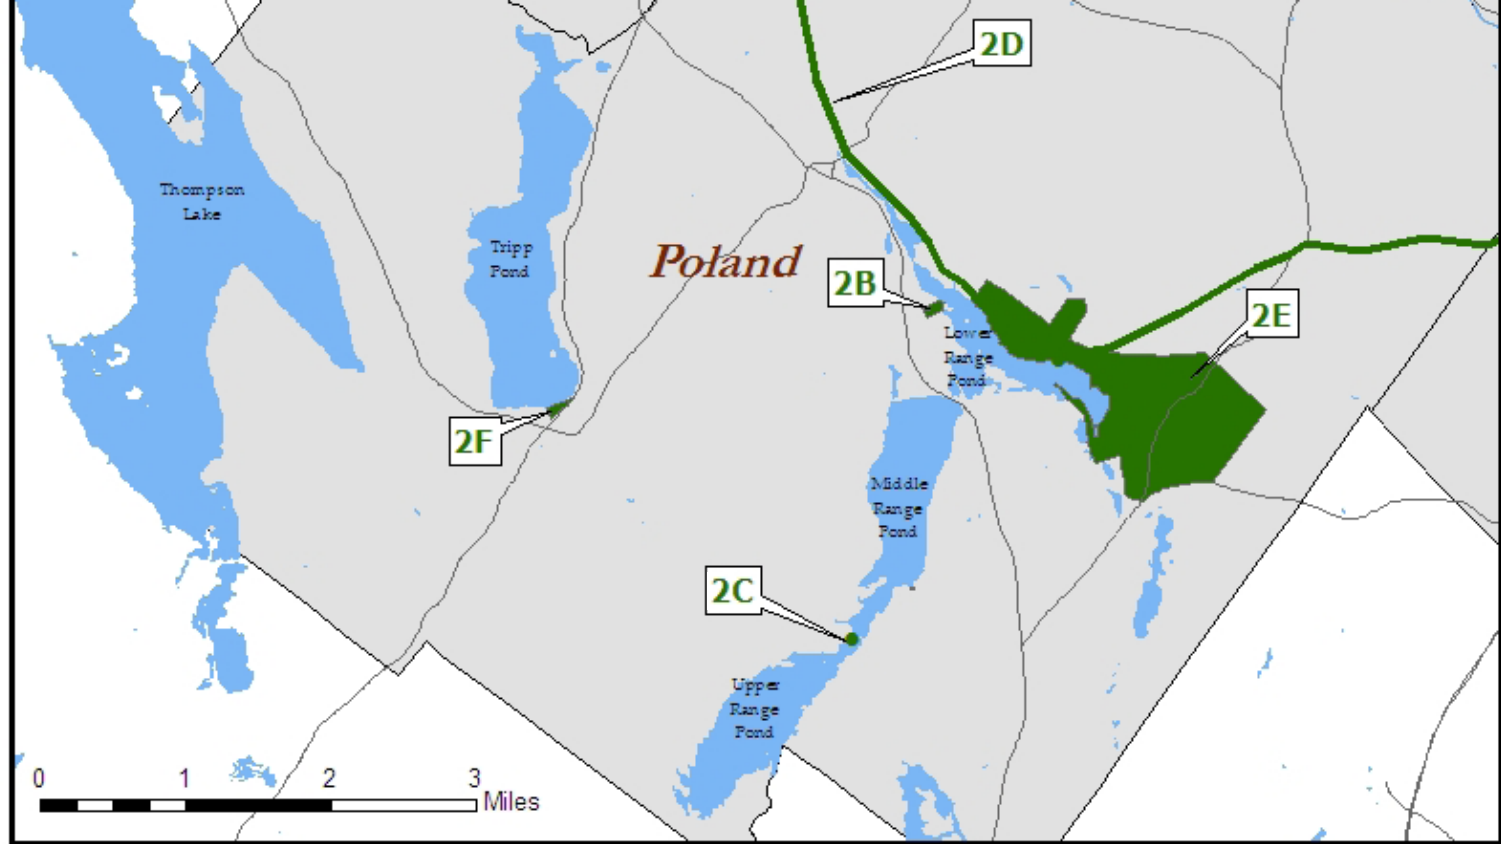 2D
Thompson
Lake
Tripp
Pond
Poland
2B
2E
Lower
Range
Pond
2F
Middle
Range
Pond
2C
Upper
Range
Pond
0 1 2 3
Miles